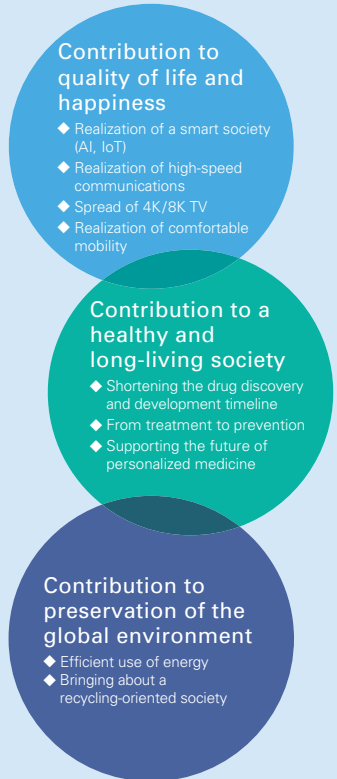 Contribution to
quality of life and
happiness
◆ Realization of a smart society
(AI, IoT)
◆ Realization of high-speed
communications
◆ Spread of 4K/8K TV
◆ Realization of comfortable
mobility
Contribution to a
healthy and
long-living society
◆ Shortening the drug discovery
and development timeline
◆ From treatment to prevention
◆ Supporting the future of
personalized medicine
Contribution to
preservation of the
global environment
◆ Efficient use of energy
◆ Bringing about a
recycling-oriented society